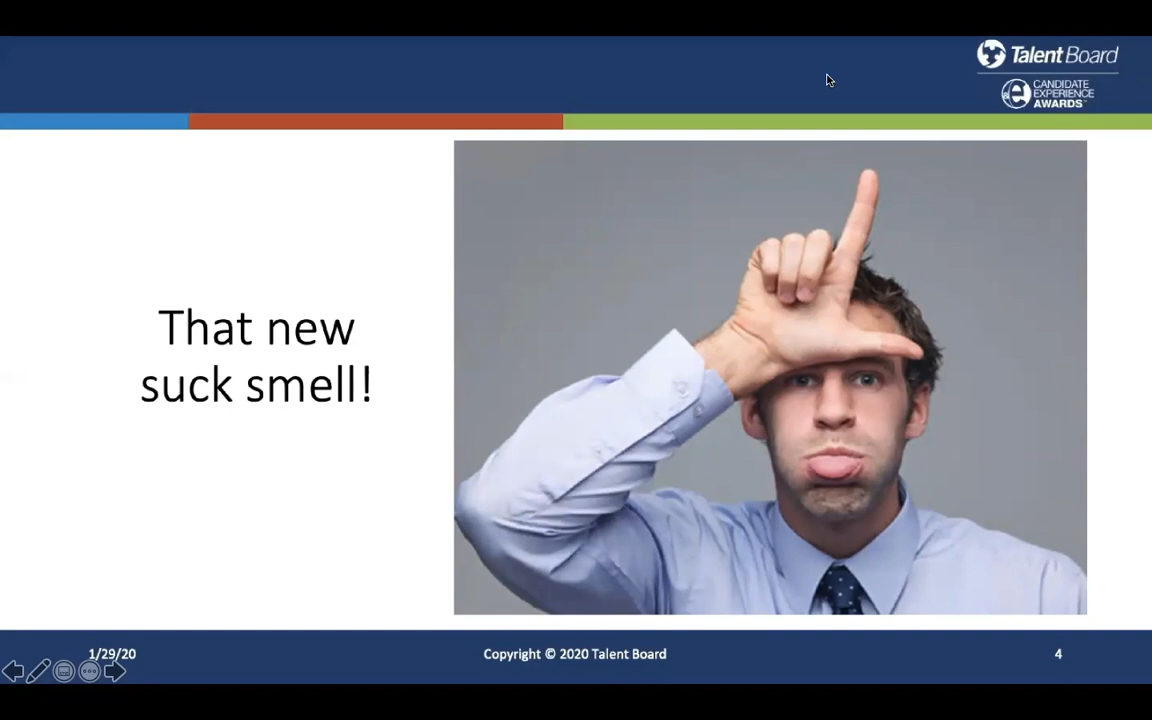 Talent Board
CANDIDATE
EXPERIENCE
AWARDS
That new
suck smell!
1/29/20
Copyright © 2020 Talent Board
4